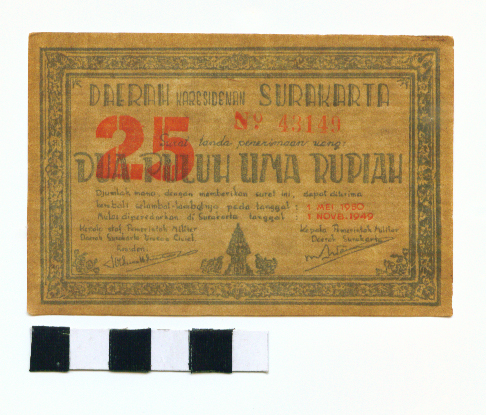 DAERAH KARESIDENAN SURAKARTA
25
No 43149
Surat tanda penerimaan uang:
DUA PULUH LIMA RUPIAH
Djumlah mana, dengan memberikan surat ini, dapat diterima
kembali selambat-lambatnja pada tanggal : 1 MEI 1950
Mulai diperedarkan di Surakarta tanggal : 1 NOVEL.1949
Kepala staf Pemerintah Militer
Daerah Surakarta
Kepala Pemerintah Militer
Daerah Surakarta